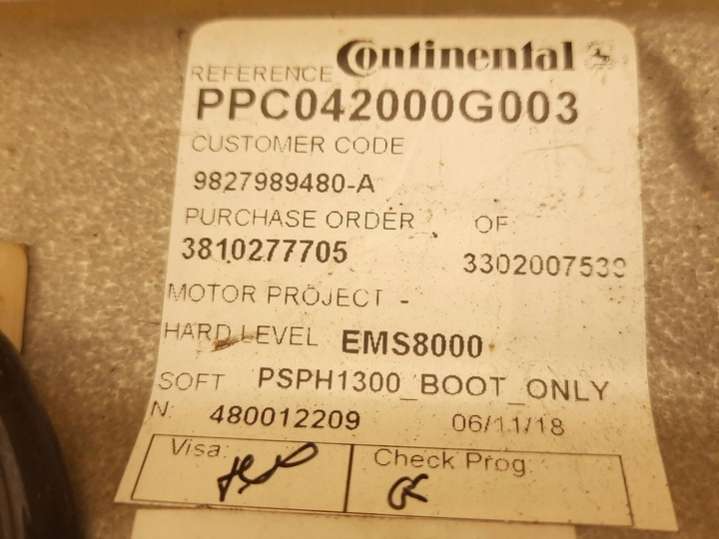 Continental
REFERENCE
PPC042000G003
CUSTOMER CODE
9827989480-A
PURCHASE ORDER OF
3810277705 3302007539
MOTOR PROJECT -
HARD LEVEL EMS8000
SOFT PSPH1300_BOOT_ONLY
N: 480012209 06/11/18
Visa: Check Prog: